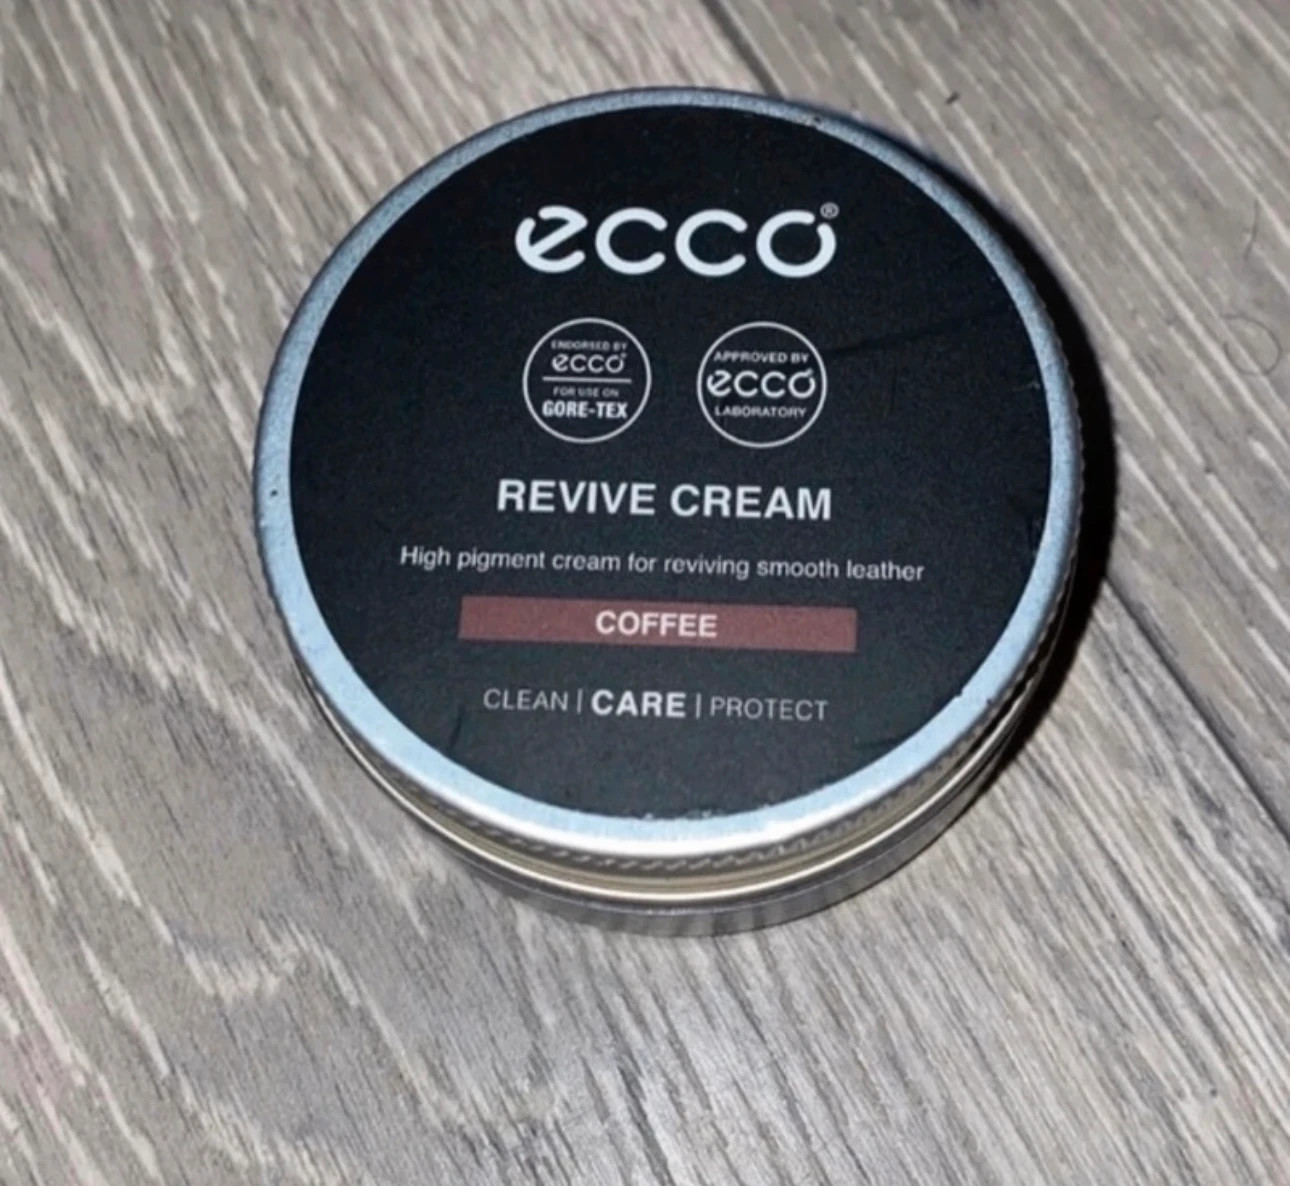 ecco®
ENDORSED BY
ecco
FOR USE ON
GORE-TEX
APPROVED BY
ecco
LABORATORY
REVIVE CREAM
High pigment cream for reviving smooth leather
COFFEE
CLEAN | CARE | PROTECT